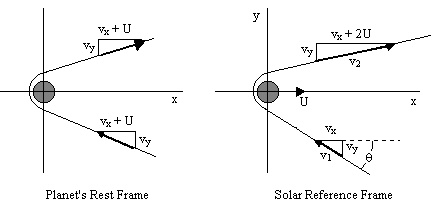 vx + U
vy
x
vx + U
vy
Planet's Rest Frame
y
vx + 2U
vy
v2
U
x
vx
vy
v1
θ
Solar Reference Frame